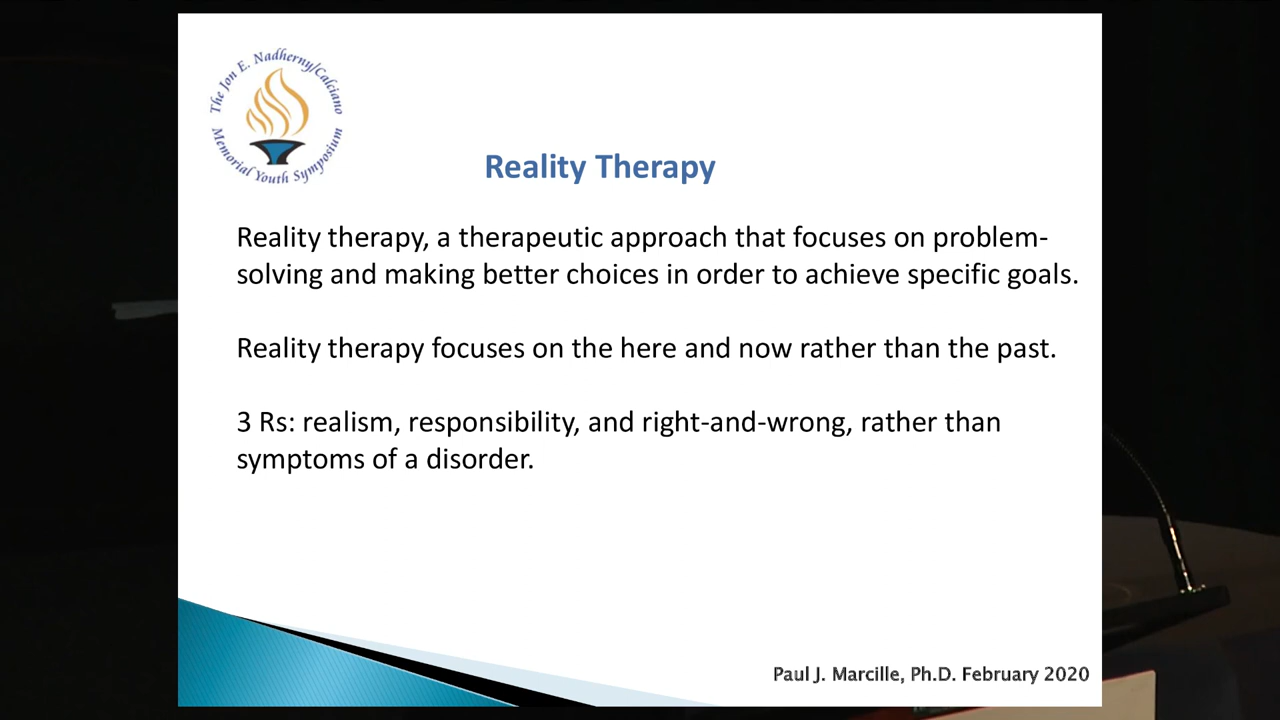 The Jon E. Nadherny/Calciano
Memorial Youth Symposium
Reality Therapy
Reality therapy, a therapeutic approach that focuses on problem-
solving and making better choices in order to achieve specific goals.
Reality therapy focuses on the here and now rather than the past.
3 Rs: realism, responsibility, and right-and-wrong, rather than
symptoms of a disorder.
Paul J. Marcille, Ph.D. February 2020